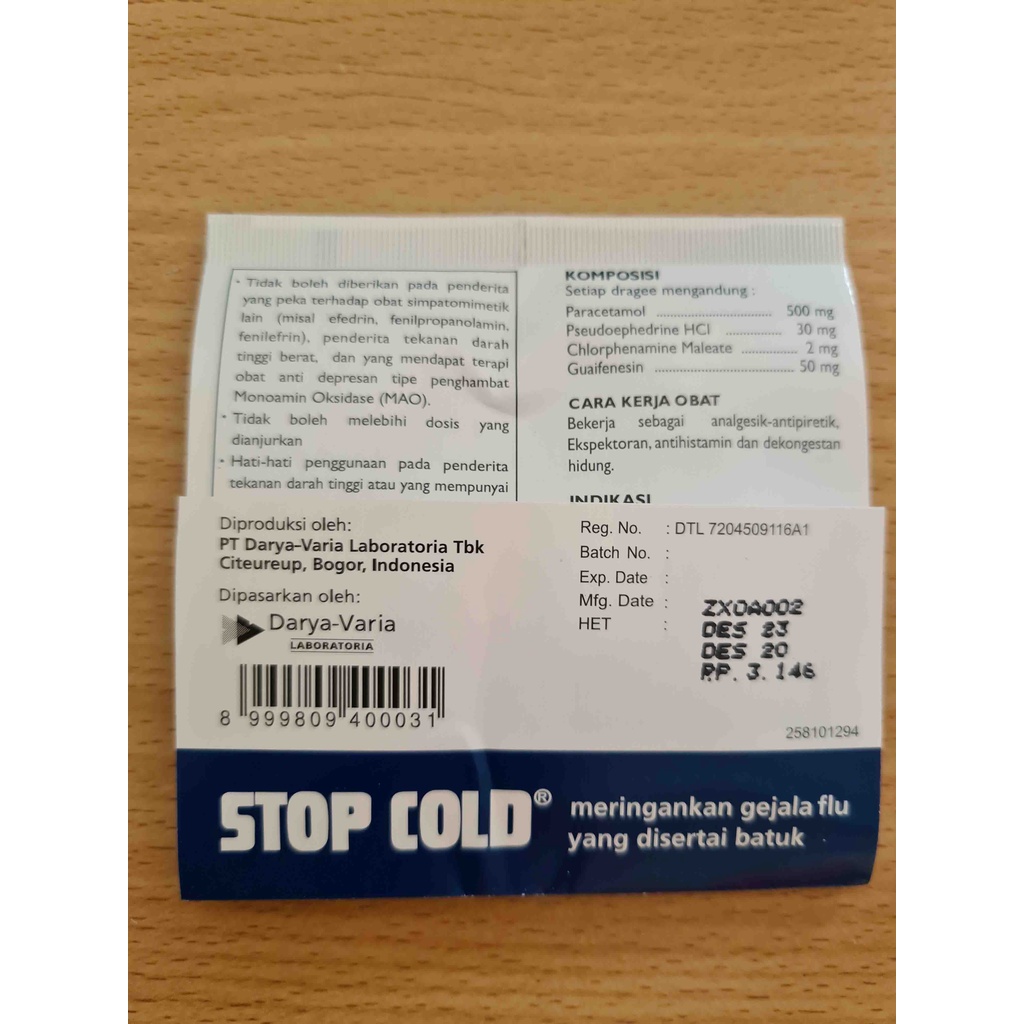 • Tidak boleh diberikan pada penderita
yang peka terhadap obat simpatomimetik
lain (misal efedrin, fenilpropanolamin,
fenilefrin), penderita tekanan darah
tinggi berat, dan yang mendapat terapi
obat anti depresan tipe penghambat
Monoamin Oksidase (MAO).
• Tidak boleh melebihi dosis yang
dianjurkan
• Hati-hati penggunaan pada penderita
tekanan darah tinggi atau yang mempunyai
KOMPOSISI
Setiap dragee mengandung :
Paracetamol ................................ 500 mg
Pseudoephedrine HCl ............... 30 mg
Chlorphenamine Maleate ............... 2 mg
Guaifenesin ...................................... 50 mg
CARA KERJA OBAT
Bekerja sebagai analgesik-antipiretik,
Ekspektoran, antihistamin dan dekongestan
hidung.
INDIKASI
Diproduksi oleh:
PT Darya-Varia Laboratoria Tbk
Citeureup, Bogor, Indonesia
Dipasarkan oleh:
Darya-Varia
LABORATORIA
8 999809 400031
Reg. No. : DTL 7204509116A1
Batch No. :
Exp. Date :
Mfg. Date :
HET :
ZX0A002
DES 23
DES 20
RP. 3.146
258101294
STOP COLD®
meringankan gejala flu
yang disertai batuk